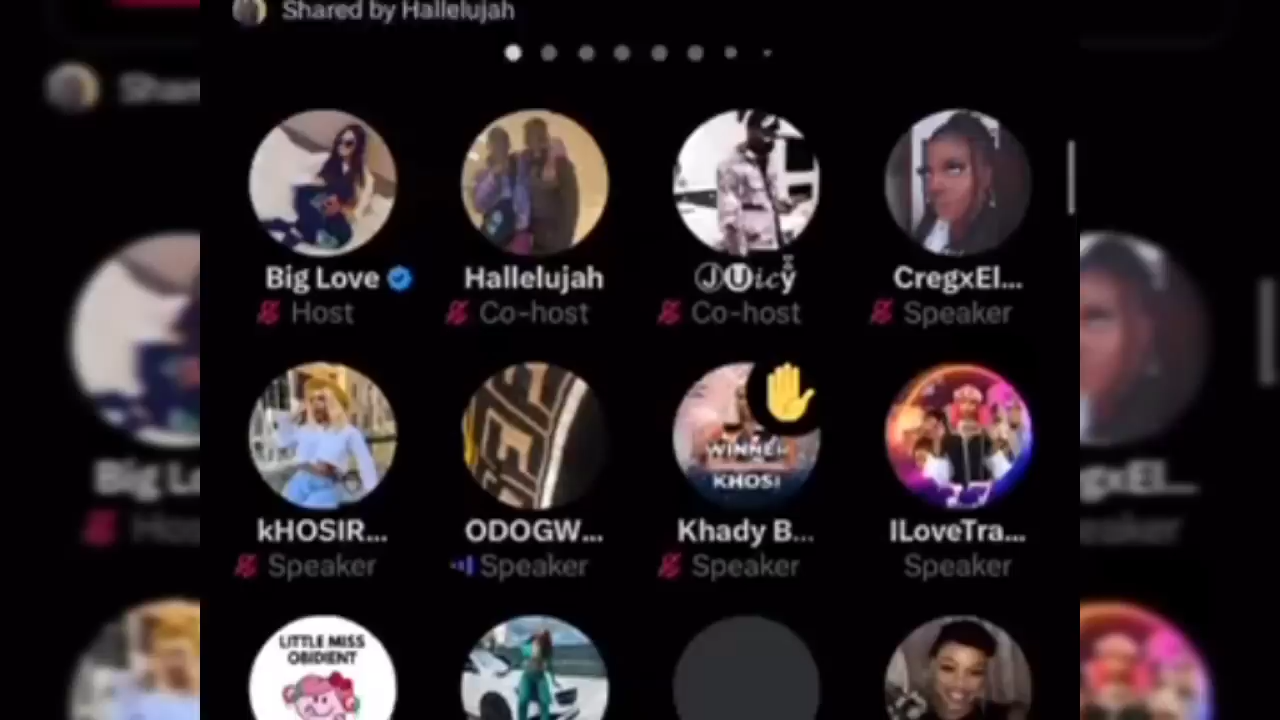 Shared by Hallelujah
Big Love
Hallelujah
ⒿⓊ𝑖𝑐ȳ̄
CregxEl...
Host
Co-host
Co-host
Speaker
WINNER
KHOSI
kHOSIR...
ODOGW...
Khady B...
ILoveTra...
Speaker
Speaker
Speaker
Speaker
LITTLE MISS
OBIDIENT